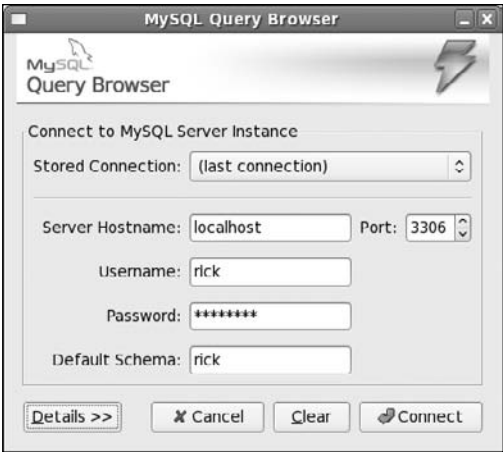 MySQL Query Browser
MySQL
Query Browser
Connect to MySQL Server Instance
Stored Connection: (last connection)
Server Hostname: localhost Port: 3306
Username: rick
Password: ********
Default Schema: rick
Details >> Cancel Clear Connect